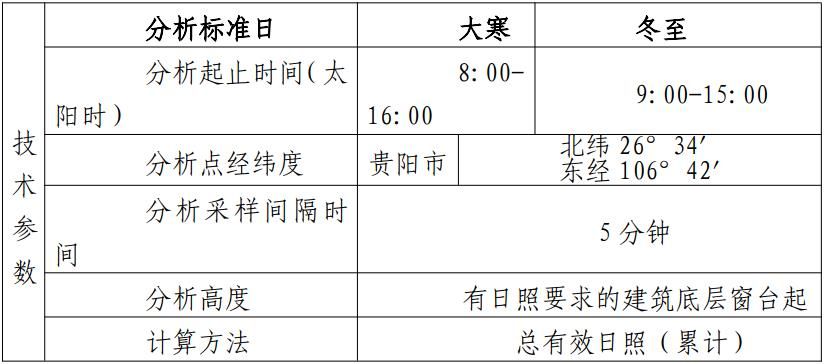 技术参数
分析标准日 大寒 冬至
分析起止时间(太
阳时)
8:00-
16:00
9:00-15:00
分析点经纬度 贵阳市
北纬 26° 34′
东经 106° 42′
分析采样间隔时
间
5 分钟
分析高度 有日照要求的建筑底层窗台起
计算方法 总有效日照(累计)